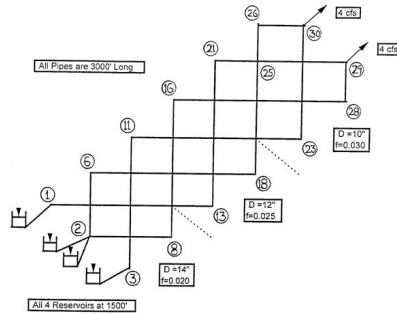 26
4 cfs
30
21
4 cfs
All Pipes are 3000' Long
25
29
16
28
11
D =10"
f=0.030
23
6
18
1
D =12"
f=0.025
13
2
8
D =14"
f=0.020
3
All 4 Reservoirs at 1500'